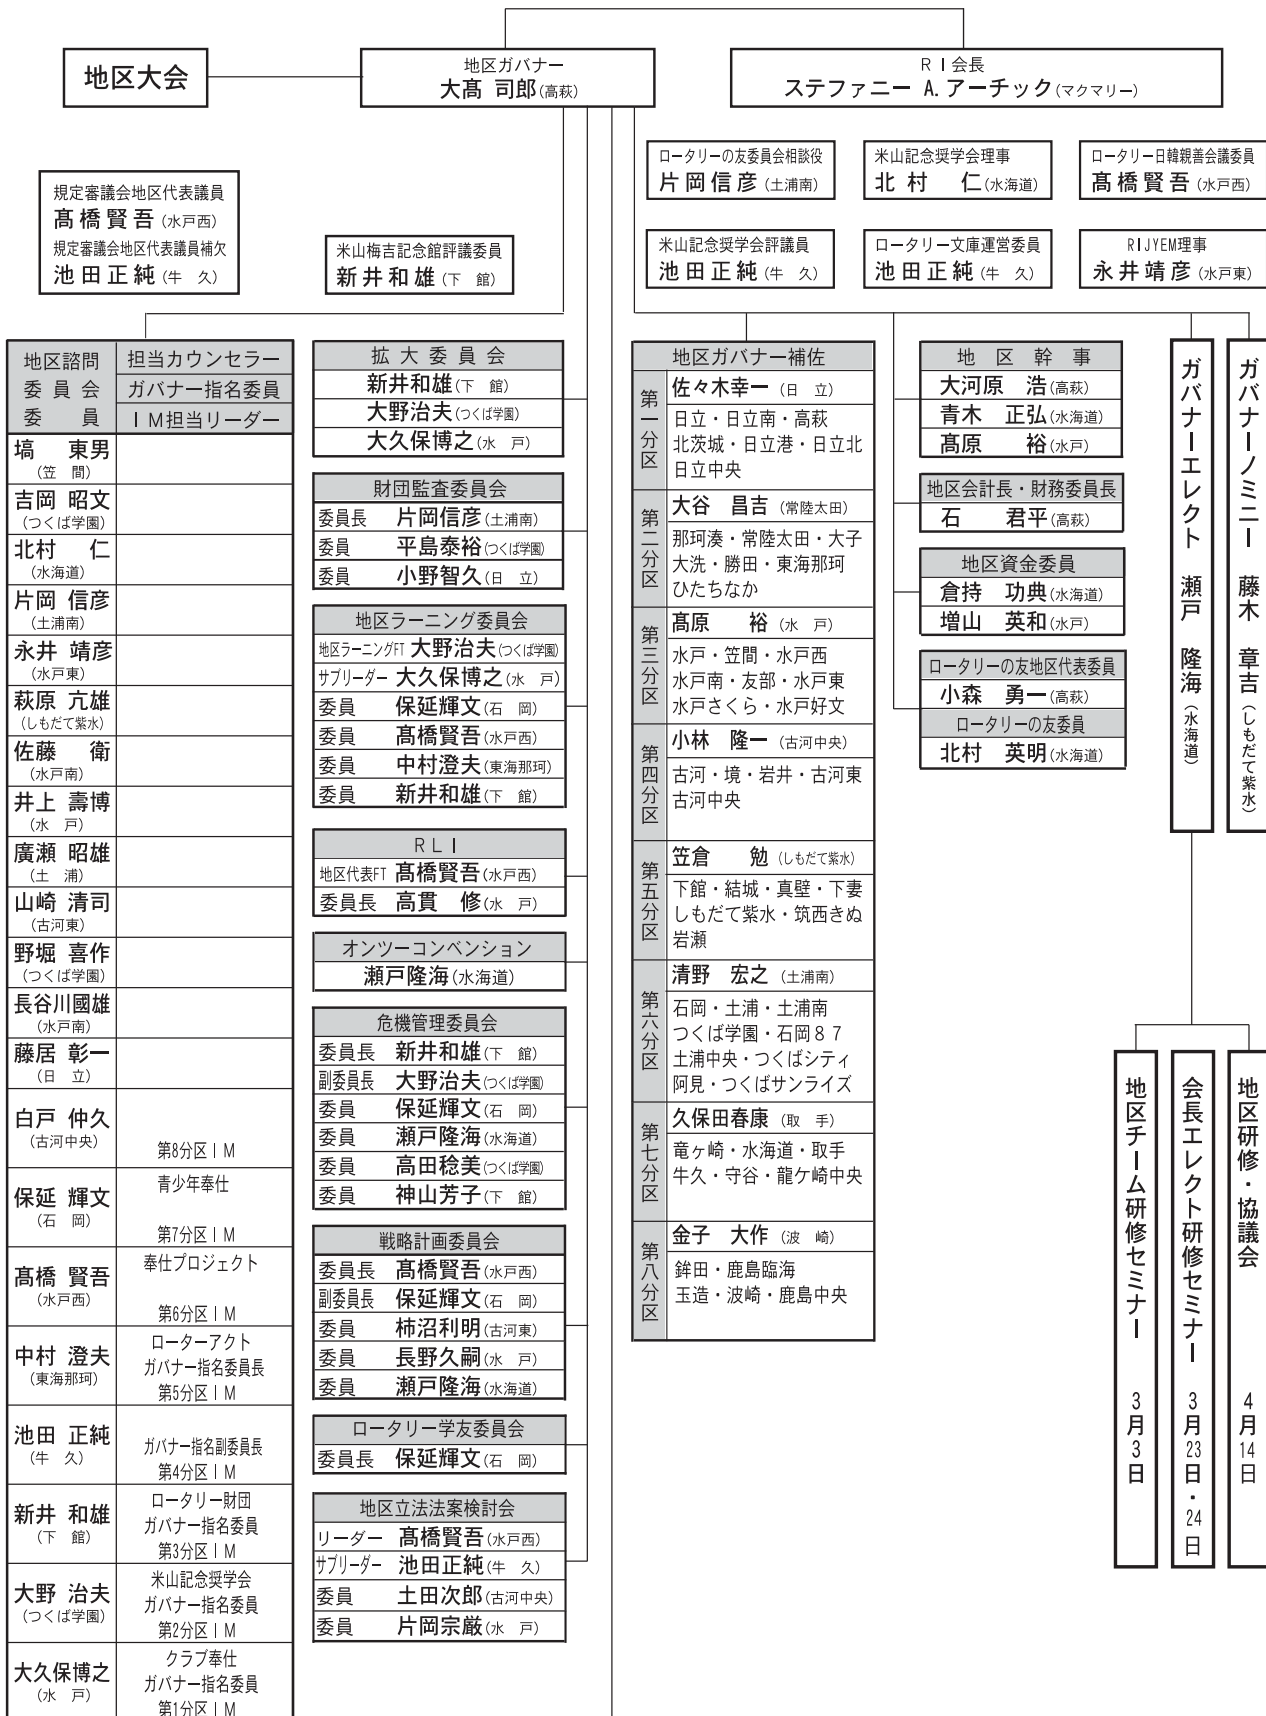 地区大会
地区ガバナー
大髙 司郎(高萩)
ＲＩ会長
ステファニー A. アーチック(マクマリー)
規定審議会地区代表議員
髙橋賢吾(水戸西)
規定審議会地区代表議員補欠
池田正純(牛 久)
米山梅吉記念館評議委員
新井和雄(下 館)
ロータリーの友委員会相談役
片岡信彦(土浦南)
米山記念奨学会理事
北村 仁(水海道)
ロータリー日韓親善会議委員
髙橋賢吾(水戸西)
米山記念奨学会評議員
池田正純(牛 久)
ロータリー文庫運営委員
池田正純(牛 久)
RIJYEM理事
永井靖彦(水戸東)
地区諮問委員会委員
担当カウンセラー
ガバナー指名委員
ＩＭ担当リーダー
塙 東男
(笠 間)
吉岡 昭文
(つくば学園)
北村 仁
(水海道)
片岡 信彦
(土浦南)
永井 靖彦
(水戸東)
萩原 亢雄
(しもだて紫水)
佐藤 衛
(水戸南)
井上 壽博
(水 戸)
廣瀬 昭雄
(土 浦)
山崎 清司
(古河東)
野堀 喜作
(つくば学園)
長谷川國雄
(水戸南)
藤居 彰一
(日 立)
白戸 仲久
(古河中央)
第8分区ＩＭ
保延 輝文
(石 岡)
青少年奉仕
第7分区ＩＭ
髙橋 賢吾
(水戸西)
奉仕プロジェクト
第6分区ＩＭ
中村 澄夫
(東海那珂)
ローターアクト
ガバナー指名委員長
第5分区ＩＭ
池田 正純
(牛 久)
ガバナー指名副委員長
第4分区ＩＭ
新井 和雄
(下 館)
ロータリー財団
ガバナー指名委員
第3分区ＩＭ
大野 治夫
(つくば学園)
米山記念奨学会
ガバナー指名委員
第2分区ＩＭ
大久保博之
(水 戸)
クラブ奉仕
ガバナー指名委員
第1分区ＩＭ
拡大委員会
新井和雄(下 館)
大野治夫(つくば学園)
大久保博之(水 戸)
財団監査委員会
委員長 片岡信彦(土浦南)
委員 平島泰裕(つくば学園)
委員 小野智久(日 立)
地区ラーニング委員会
地区ラーニングFT 大野治夫(つくば学園)
サブリーダー 大久保博之(水 戸)
委員 保延輝文(石 岡)
委員 髙橋賢吾(水戸西)
委員 中村澄夫(東海那珂)
委員 新井和雄(下 館)
ＲＬＩ
地区代表FT 髙橋賢吾(水戸西)
委員長 高貫 修(水 戸)
オンツーコンベンション
瀬戸隆海(水海道)
危機管理委員会
委員長 新井和雄(下 館)
副委員長 大野治夫(つくば学園)
委員 保延輝文(石 岡)
委員 瀬戸隆海(水海道)
委員 高田稔美(つくば学園)
委員 神山芳子(下 館)
戦略計画委員会
委員長 髙橋賢吾(水戸西)
副委員長 保延輝文(石 岡)
委員 柿沼利明(古河東)
委員 長野久嗣(水 戸)
委員 瀬戸隆海(水海道)
ロータリー学友委員会
委員長 保延輝文(石 岡)
地区立法法案検討会
リーダー 髙橋賢吾(水戸西)
サブリーダー 池田正純(牛 久)
委員 土田次郎(古河中央)
委員 片岡宗厳(水 戸)
地区ガバナー補佐
第一分区
佐々木幸一(日 立)
日立・日立南・高萩
北茨城・日立港・日立北
日立中央
第二分区
大谷 昌吉(常陸太田)
那珂湊・常陸太田・大子
大洗・勝田・東海那珂
ひたちなか
第三分区
髙原 裕(水 戸)
水戸・笠間・水戸西
水戸南・友部・水戸東
水戸さくら・水戸好文
第四分区
小林 隆一(古河中央)
古河・境・岩井・古河東
古河中央
第五分区
笠倉 勉(しもだて紫水)
下館・結城・真壁・下妻
しもだて紫水・筑西きぬ
岩瀬
第六分区
清野 宏之(土浦南)
石岡・土浦・土浦南
つくば学園・石岡８７
土浦中央・つくばシティ
阿見・つくばサンライズ
第七分区
久保田春康(取 手)
竜ヶ崎・水海道・取手
牛久・守谷・龍ケ崎中央
第八分区
金子 大作(波 崎)
鉾田・鹿島臨海
玉造・波崎・鹿島中央
地区幹事
大河原 浩(高萩)
青木 正弘(水海道)
髙原 裕(水戸)
地区会計長・財務委員長
石 君平(高萩)
地区資金委員
倉持 功典(水海道)
増山 英和(水戸)
ロータリーの友地区代表委員
小森 勇一(高萩)
ロータリーの友委員
北村 英明(水海道)
ガバナーエレクト 瀬戸 隆海(水海道)
ガバナーノミニー 藤木 章吉(しもだて紫水)
地区チーム研修セミナー 3月3日
会長エレクト研修セミナー 3月23日・24日
地区研修・協議会 4月14日